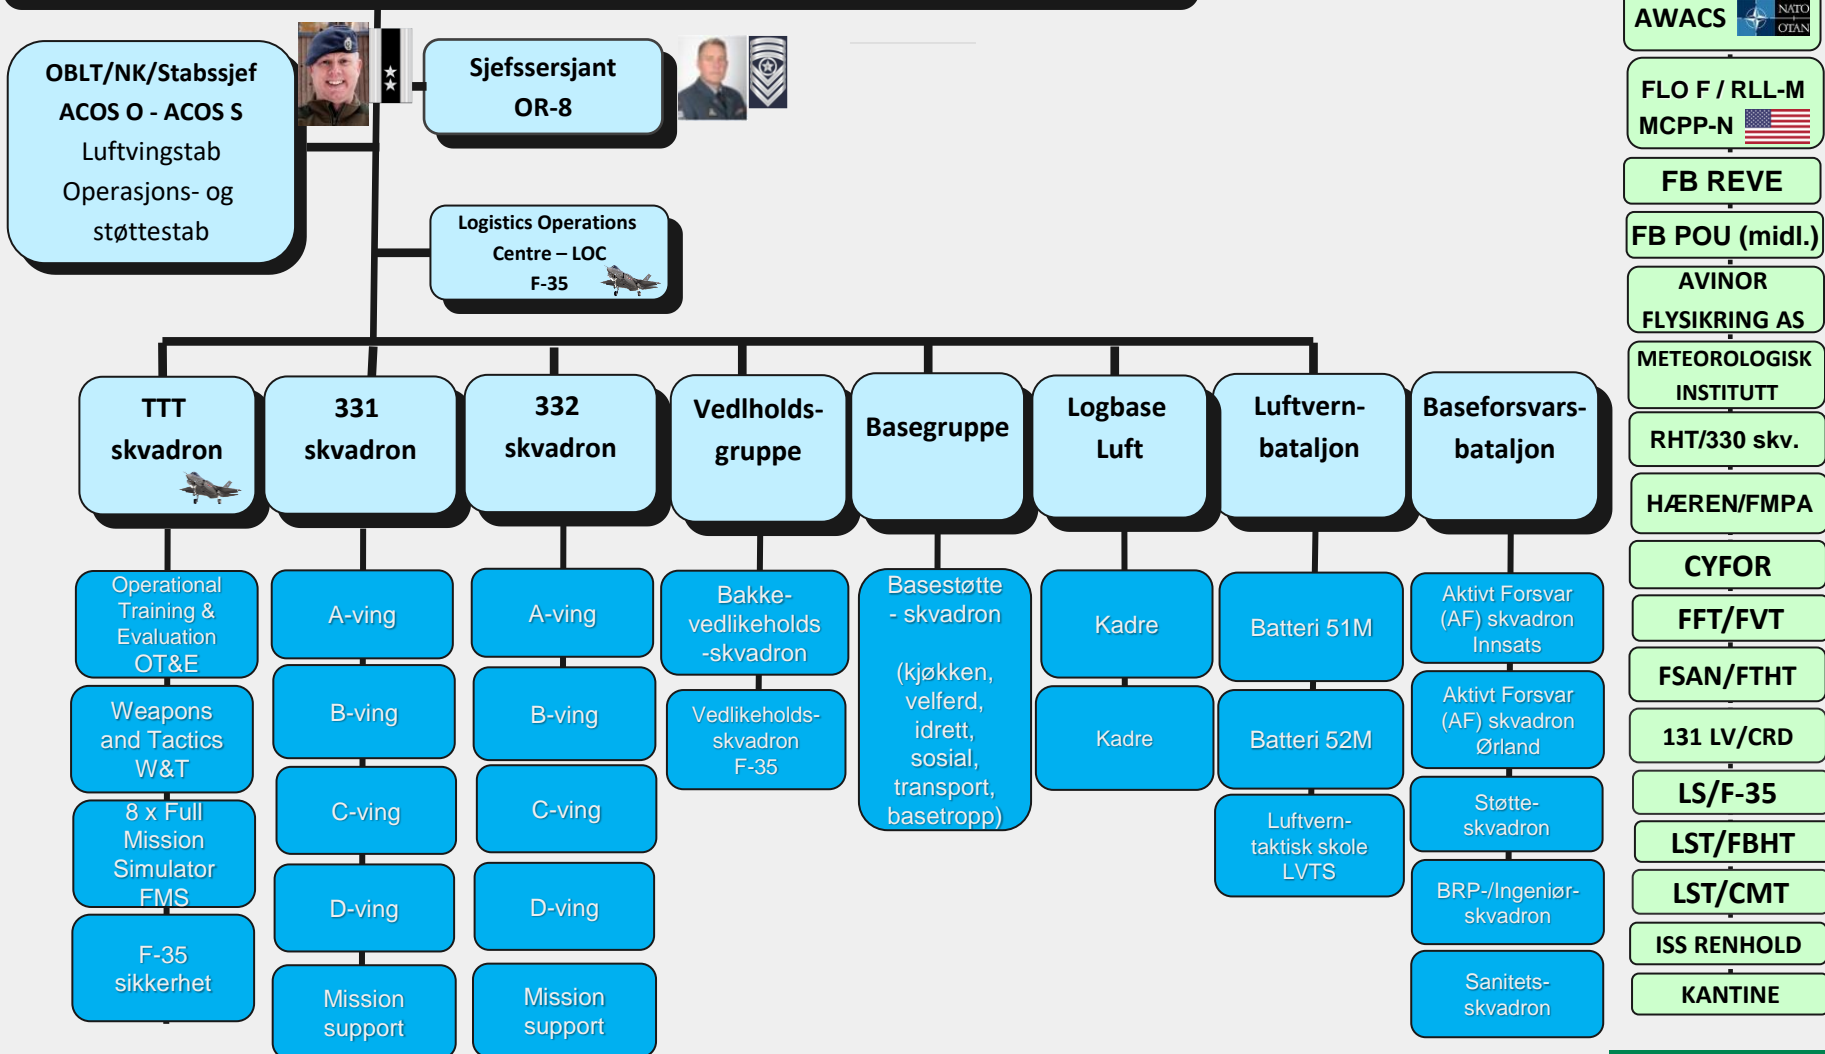 OBLT/NK/Stabssjef
ACOS O - ACOS S
Luftvingstab
Operasjons- og
støttestab
Sjefssersjant
OR-8
Logistics Operations
Centre – LOC
F-35
TTT
skvadron
331
skvadron
332
skvadron
Vedlholds-
gruppe
Basegruppe
Logbase
Luft
Luftvern-
bataljon
Baseforsvars-
bataljon
Operational
Training &
Evaluation
OT&E
Weapons
and Tactics
W&T
8 x Full
Mission
Simulator
FMS
F-35
sikkerhet
A-ving
B-ving
C-ving
D-ving
Mission
support
A-ving
B-ving
C-ving
D-ving
Mission
support
Bakke-
vedlikeholds
-skvadron
Vedlikeholds-
skvadron
F-35
Basestøtte
- skvadron
(kjøkken,
velferd,
idrett,
sosial,
transport,
basetropp)
Kadre
Kadre
Batteri 51M
Batteri 52M
Luftvern-
taktisk skole
LVTS
Aktivt Forsvar
(AF) skvadron
Innsats
Aktivt Forsvar
(AF) skvadron
Ørland
Støtte-
skvadron
BRP-/Ingeniør-
skvadron
Sanitets-
skvadron
AWACS
NATO
OTAN
FLO F / RLL-M
MCPP-N
FB REVE
FB POU (midl.)
AVINOR
FLYSIKRING AS
METEOROLOGISK
INSTITUTT
RHT/330 skv.
HÆREN/FMPA
CYFOR
FFT/FVT
FSAN/FTHT
131 LV/CRD
LS/F-35
LST/FBHT
LST/CMT
ISS RENHOLD
KANTINE